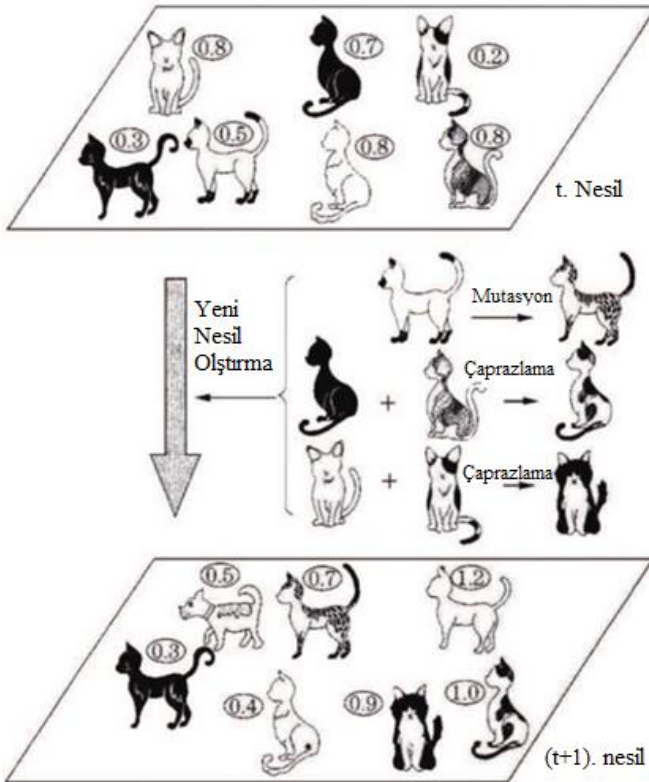 0.8
0.7
0.2
0.3
0.5
0.8
0.8
t. Nesil
Yeni
Nesil
Olştırma
Mutasyon
Çaprazlama
+
Çaprazlama
+
0.5
0.7
1.2
0.3
0.4
0.9
1.0
(t+1). nesil